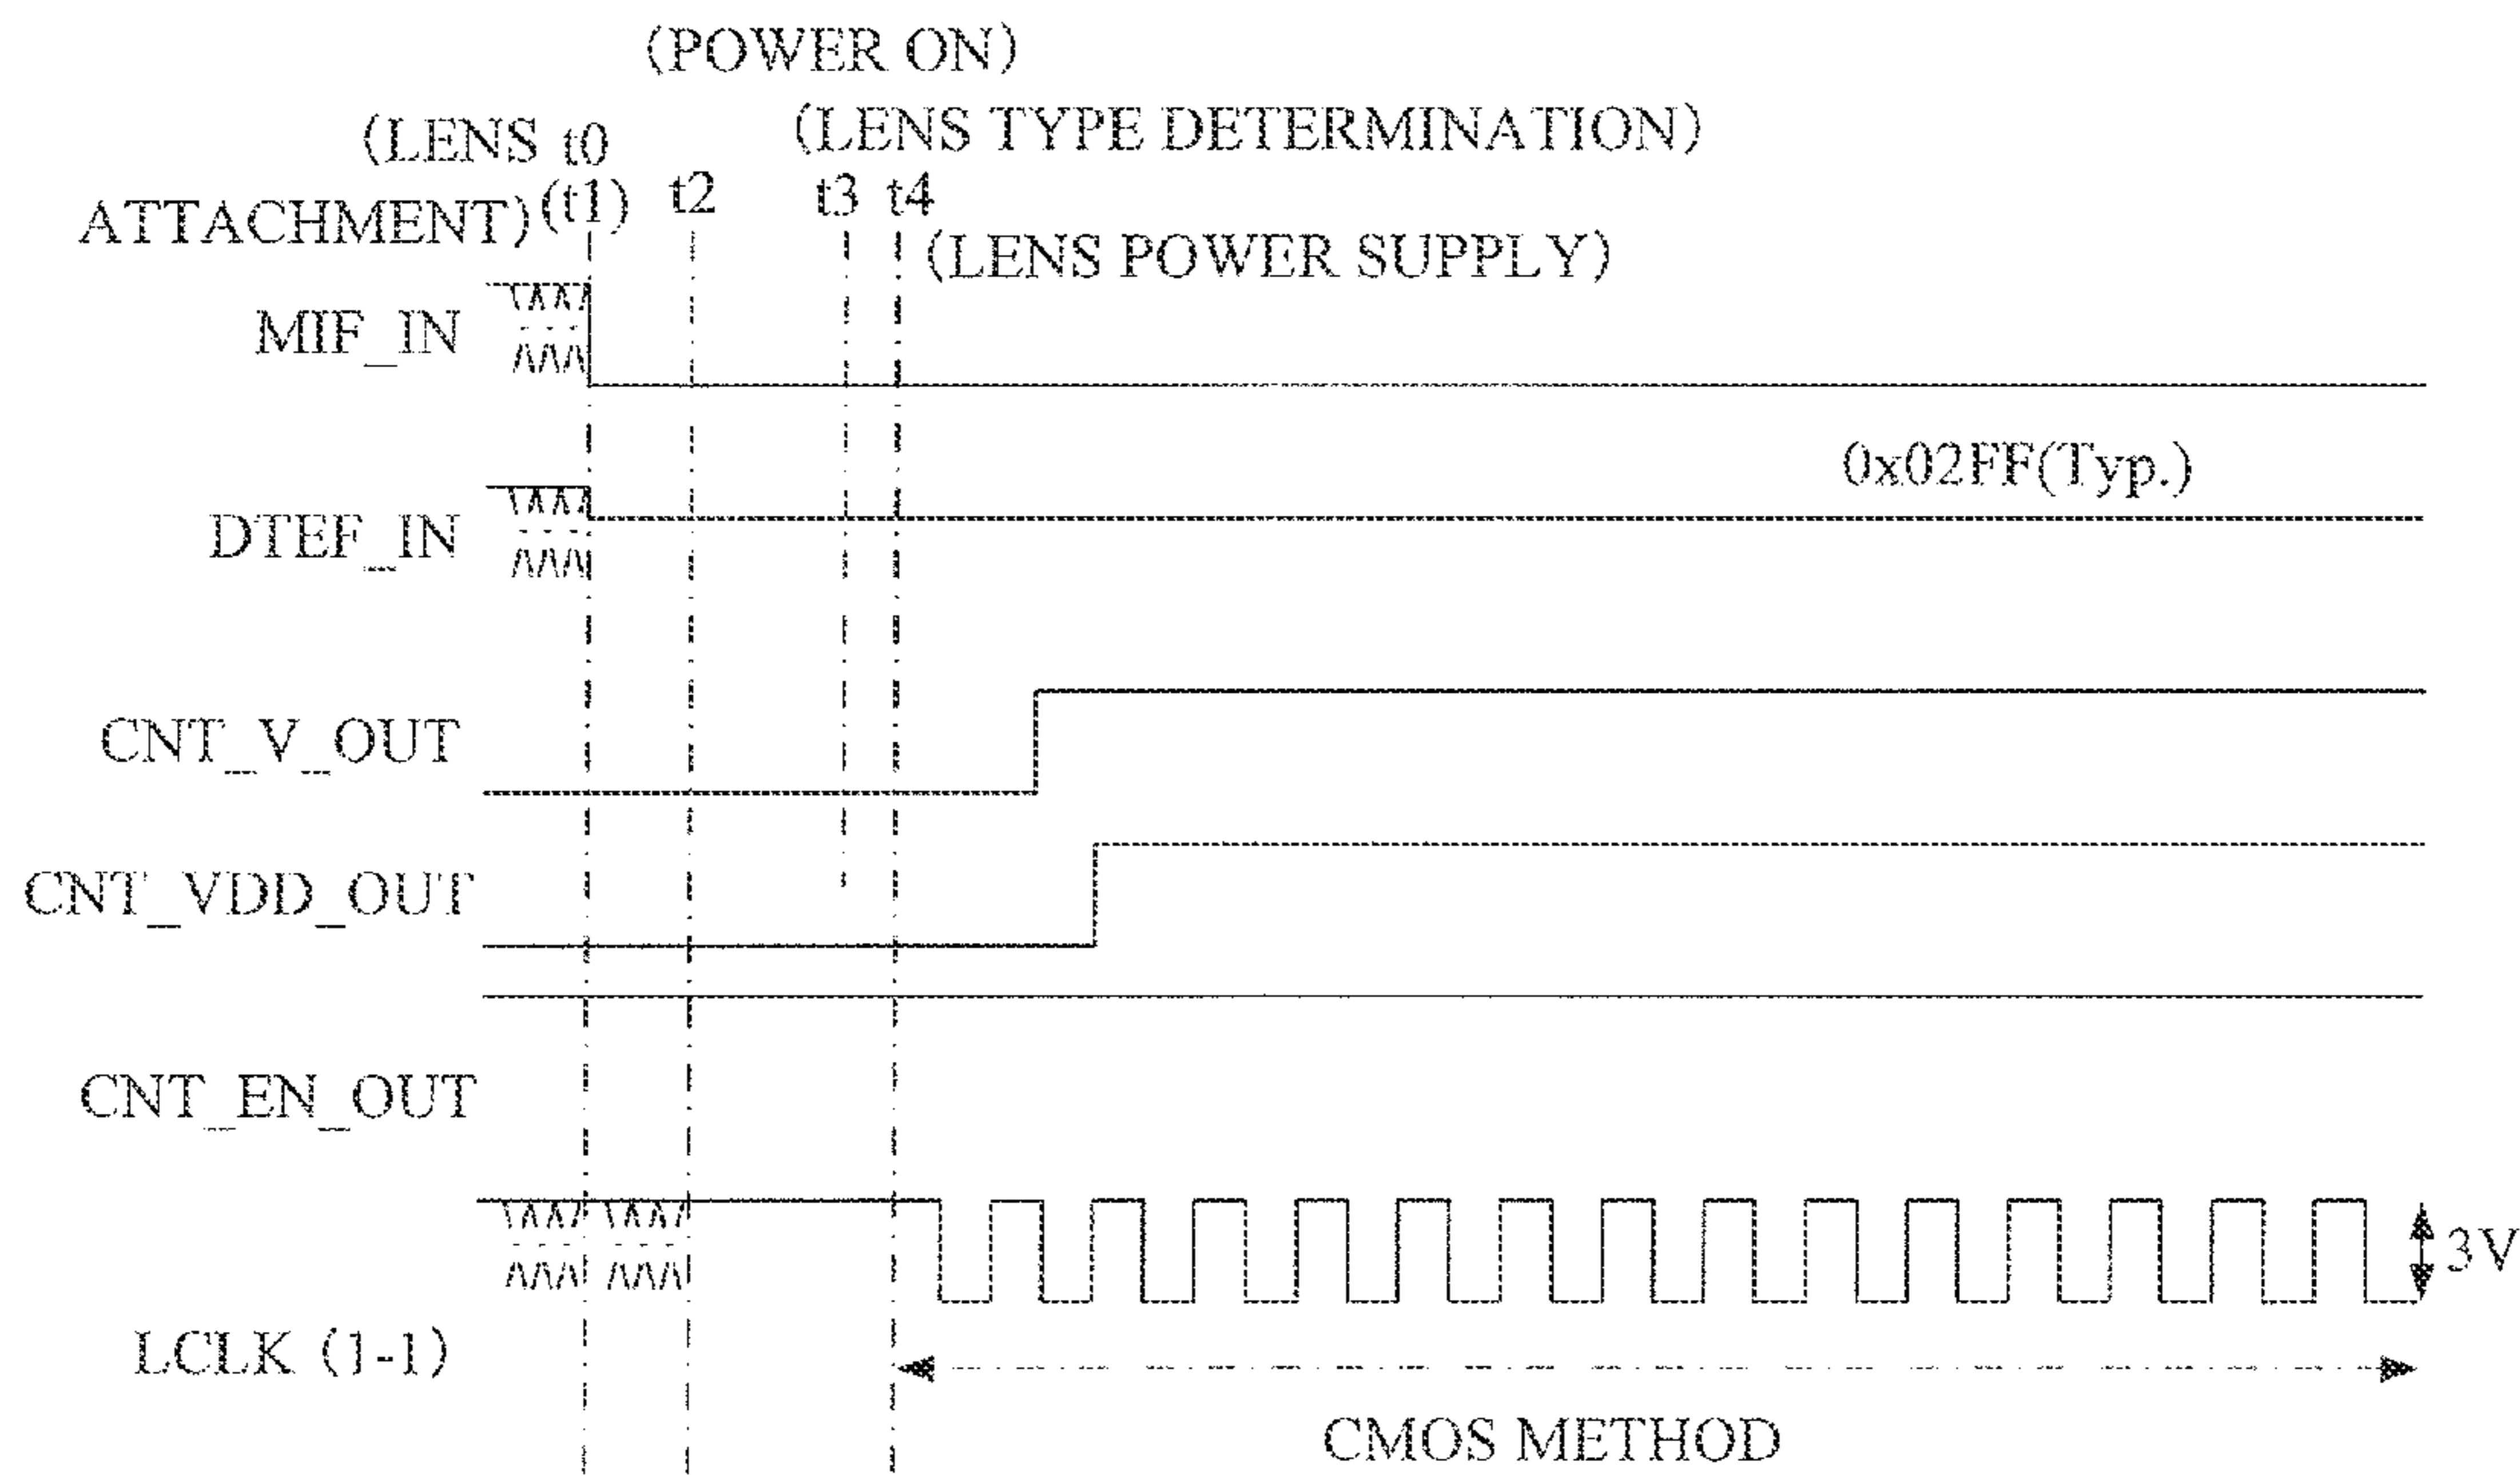 (POWER ON)
(LENS t0
(LENS TYPE DETERMINATION)
ATTACHMENT) (t1) t2 t3 t4
(LENS POWER SUPPLY)
MIF_IN
0x02FF(Typ.)
DTEF_IN
CNT_V_OUT
CNT_VDD_OUT
CNT_EN_OUT
3V
LCLK (1-1)
CMOS METHOD